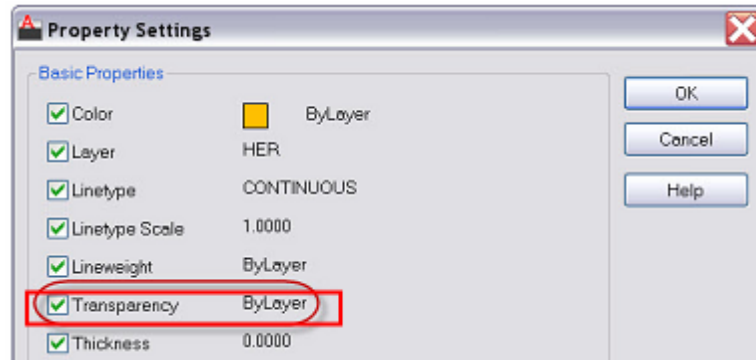 Property Settings
Basic Properties
Color ByLayer
Layer HER
Linetype CONTINUOUS
Linetype Scale 1.0000
Lineweight ByLayer
Transparency ByLayer
Thickness 0.0000
OK
Cancel
Help